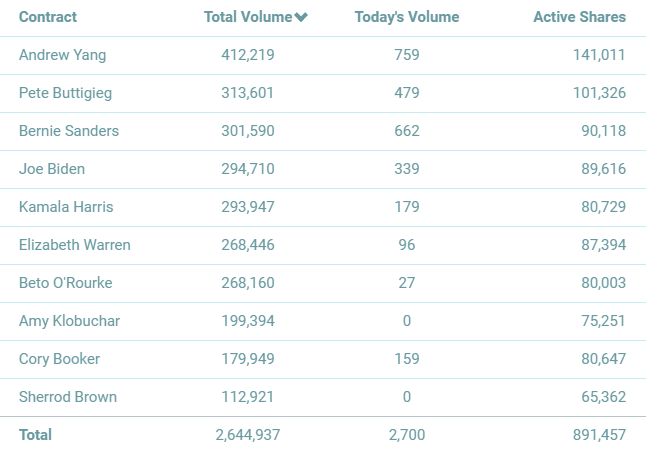 Contract Total Volume Today's Volume Active Shares
Andrew Yang 412,219 759 141,011
Pete Buttigieg 313,601 479 101,326
Bernie Sanders 301,590 662 90,118
Joe Biden 294,710 339 89,616
Kamala Harris 293,947 179 80,729
Elizabeth Warren 268,446 96 87,394
Beto O'Rourke 268,160 27 80,003
Amy Klobuchar 199,394 0 75,251
Cory Booker 179,949 159 80,647
Sherrod Brown 112,921 0 65,362
Total 2,644,937 2,700 891,457